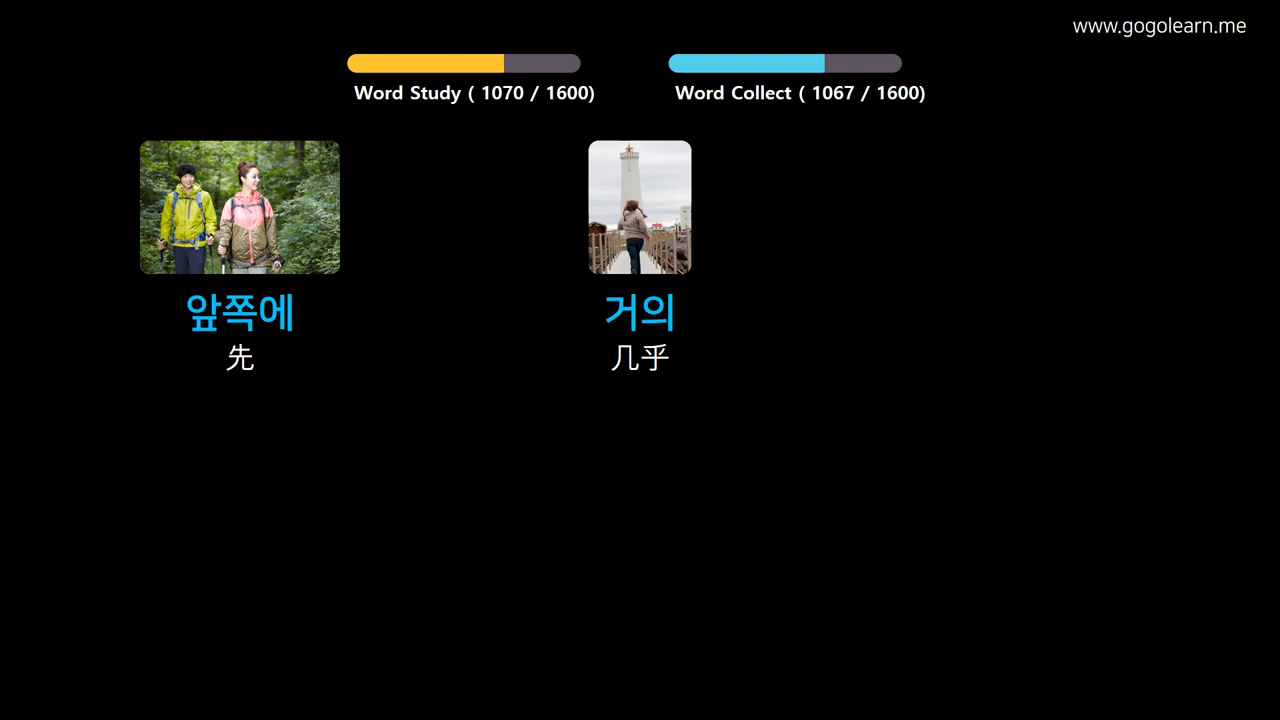 www.gogolearn.me
Word Study ( 1070 / 1600)
Word Collect ( 1067 / 1600)
앞쪽에
先
거의
几乎